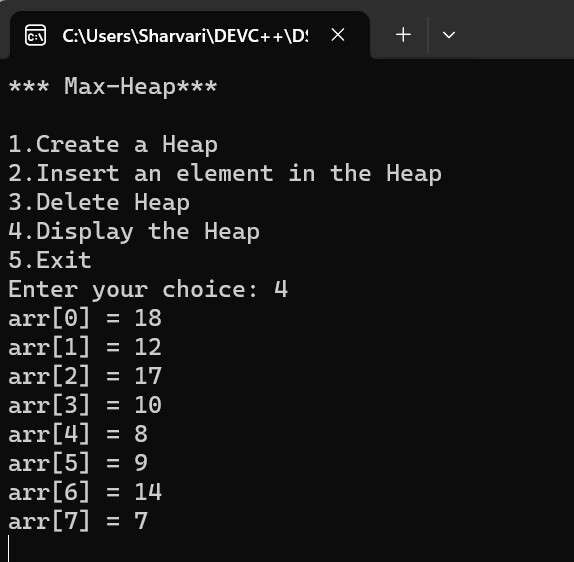 C:\Users\Sharvari\DEVC++\DS
*** Max-Heap***
1.Create a Heap
2.Insert an element in the Heap
3.Delete Heap
4.Display the Heap
5.Exit
Enter your choice: 4
arr[0] = 18
arr[1] = 12
arr[2] = 17
arr[3] = 10
arr[4] = 8
arr[5] = 9
arr[6] = 14
arr[7] = 7